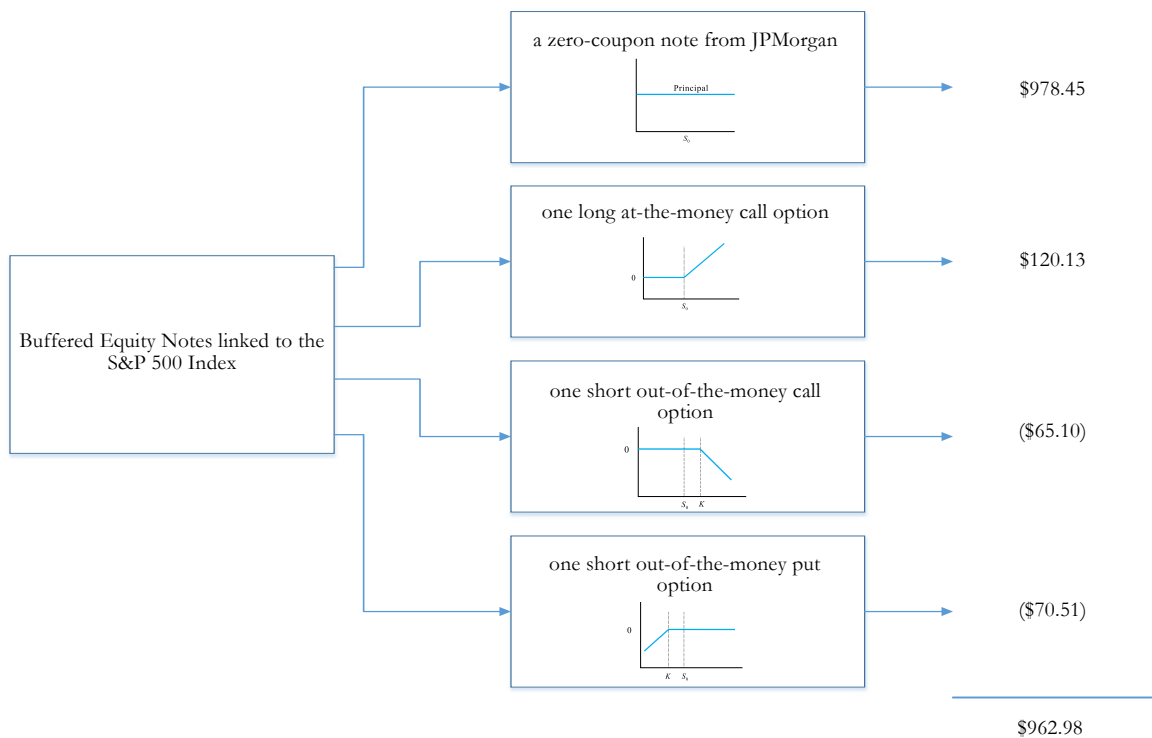 a zero-coupon note from JPMorgan
Principal
S0
$978.45
one long at-the-money call option
0
S0
$120.13
Buffered Equity Notes linked to the
S&P 500 Index
one short out-of-the-money call
option
0
S0 K
($65.10)
one short out-of-the-money put
option
0
K S0
($70.51)
$962.98